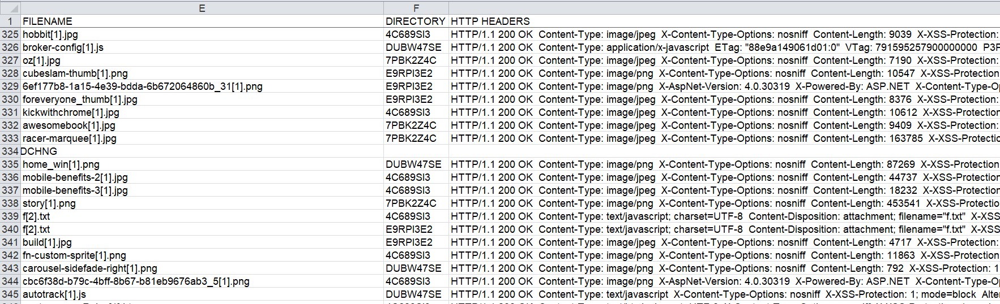 E F
1 FILENAME DIRECTORY HTTP HEADERS
325 hobbit[1].jpg 4C689SI3 HTTP/1.1 200 OK Content-Type: image/jpeg X-Content-Type-Options: nosniff Content-Length: 9039 X-XSS-Protection:
326 broker-config[1].js DUBW47SE HTTP/1.1 200 OK Content-Type: application/x-javascript ETag: "88e9a149061d01:0" VTag: 791595257900000000 P3P
327 oz[1].jpg 7PBK2Z4C HTTP/1.1 200 OK Content-Type: image/jpeg X-Content-Type-Options: nosniff Content-Length: 7190 X-XSS-Protection:
328 cubeslam-thumb[1].png E9RPI3E2 HTTP/1.1 200 OK Content-Type: image/png X-Content-Type-Options: nosniff Content-Length: 10547 X-XSS-Protection
329 6ef177b8-1a15-4e39-bdda-6b672064860b_31[1].png E9RPI3E2 HTTP/1.1 200 OK Content-Type: image/png X-AspNet-Version: 4.0.30319 X-Powered-By: ASP.NET X-Content-Type-Op
330 foreveryone_thumb[1].jpg E9RPI3E2 HTTP/1.1 200 OK Content-Type: image/jpeg X-Content-Type-Options: nosniff Content-Length: 8376 X-XSS-Protection:
331 kickwithchrome[1].jpg 4C689SI3 HTTP/1.1 200 OK Content-Type: image/jpeg X-Content-Type-Options: nosniff Content-Length: 10612 X-XSS-Protection:
332 awesomebook[1].jpg 7PBK2Z4C HTTP/1.1 200 OK Content-Type: image/jpeg X-Content-Type-Options: nosniff Content-Length: 9409 X-XSS-Protection:
333 racer-marquee[1].jpg 7PBK2Z4C HTTP/1.1 200 OK Content-Type: image/jpeg X-Content-Type-Options: nosniff Content-Length: 163785 X-XSS-Protectio
334 DCHNG
335 home_win[1].png DUBW47SE HTTP/1.1 200 OK Content-Type: image/png X-Content-Type-Options: nosniff Content-Length: 87269 X-XSS-Protection
336 mobile-benefits-2[1].jpg 4C689SI3 HTTP/1.1 200 OK Content-Type: image/jpeg X-Content-Type-Options: nosniff Content-Length: 44737 X-XSS-Protection:
337 mobile-benefits-3[1].jpg 4C689SI3 HTTP/1.1 200 OK Content-Type: image/jpeg X-Content-Type-Options: nosniff Content-Length: 18232 X-XSS-Protection:
338 story[1].png 7PBK2Z4C HTTP/1.1 200 OK Content-Type: image/png X-Content-Type-Options: nosniff Content-Length: 453541 X-XSS-Protectio
339 f[2].txt 4C689SI3 HTTP/1.1 200 OK Content-Type: text/javascript; charset=UTF-8 Content-Disposition: attachment; filename="f.txt" X-XSS
340 f[2].txt E9RPI3E2 HTTP/1.1 200 OK Content-Type: text/javascript; charset=UTF-8 Content-Disposition: attachment; filename="f.txt" X-XSS
341 build[1].jpg E9RPI3E2 HTTP/1.1 200 OK Content-Type: image/jpeg X-Content-Type-Options: nosniff Content-Length: 4717 X-XSS-Protection:
342 fn-custom-sprite[1].png 4C689SI3 HTTP/1.1 200 OK Content-Type: image/png X-Content-Type-Options: nosniff Content-Length: 11863 X-XSS-Protection:
343 carousel-sidefade-right[1].png DUBW47SE HTTP/1.1 200 OK Content-Type: image/png X-Content-Type-Options: nosniff Content-Length: 792 X-XSS-Protection: 1
344 cbc6f38d-b79c-4bff-8b67-b81eb9676ab3_5[1].png 4C689SI3 HTTP/1.1 200 OK Content-Type: image/png X-AspNet-Version: 4.0.30319 X-Powered-By: ASP.NET X-Content-Type-Op
345 autotrack[1].js DUBW47SE HTTP/1.1 200 OK Content-Type: text/javascript X-Content-Type-Options: nosniff X-XSS-Protection: 1; mode=block Alte